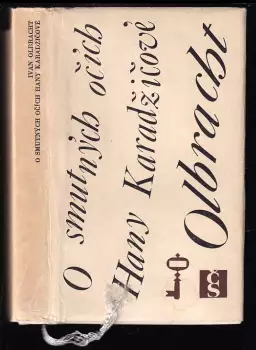 IVAN OLBRACHT
O SMUTNÝCH OČÍCH HANY KARADŽIČOVÉ
O smutných očích
Hany Karadžičové
Olbracht